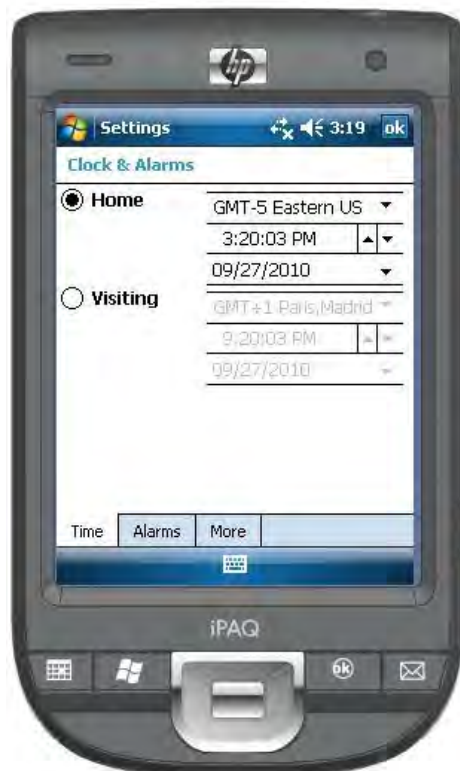 hp
Settings 3:19 ok
Clock & Alarms
Home GMT-5 Eastern US
3:20:03 PM
09/27/2010
Visiting GMT+1 Paris,Madrid
9:20:03 PM
09/27/2010
Time Alarms More
iPAQ
ok